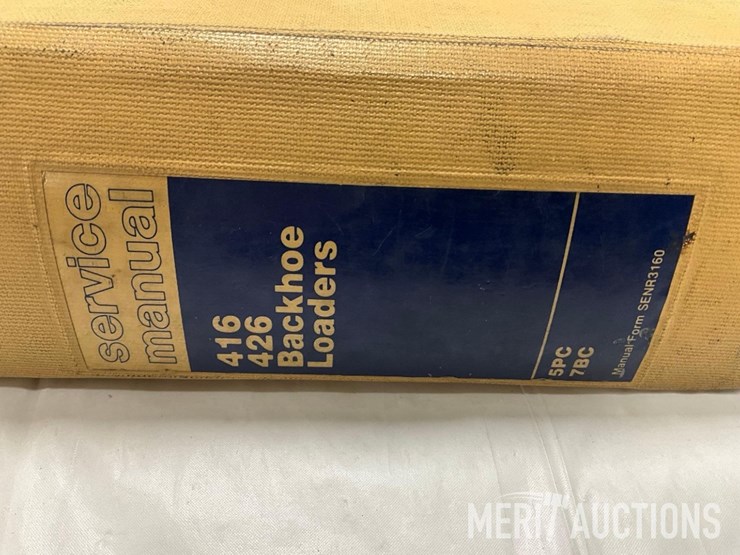 service
manual
416
426
Backhoe
Loaders
5PC
7BC
Manual Form SENR3160
MERIT AUCTIONS